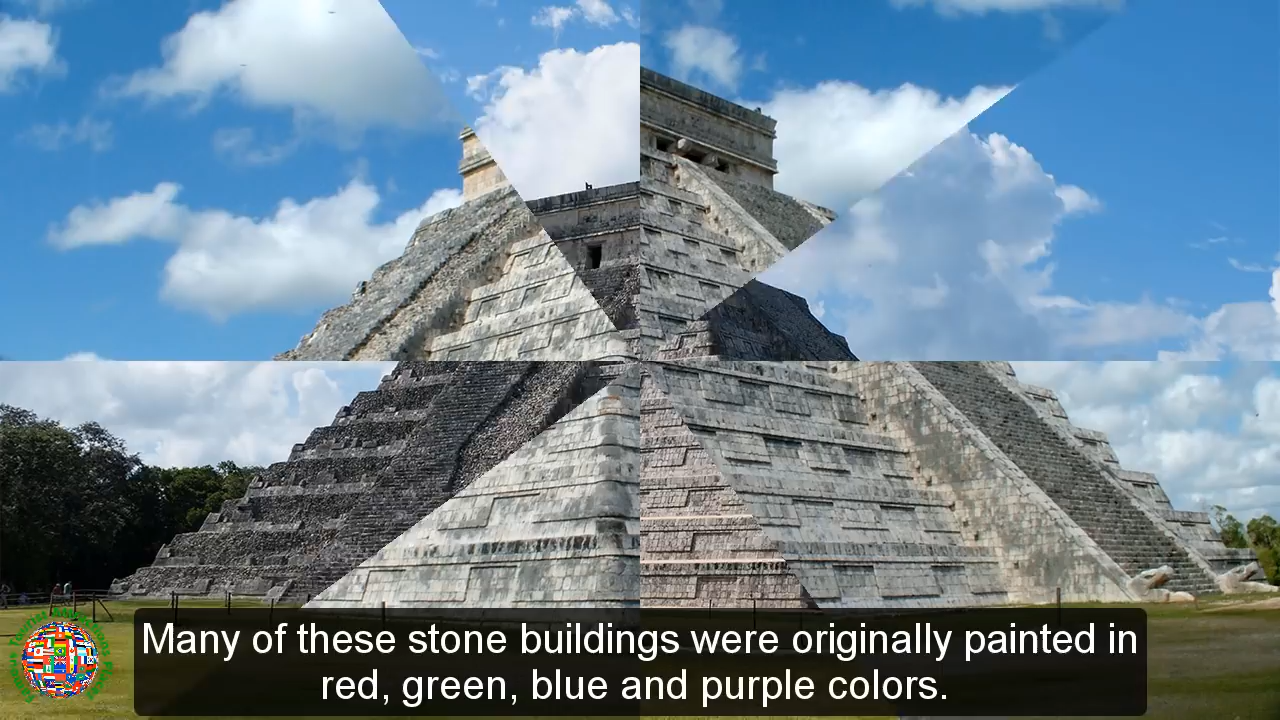 Many of these stone buildings were originally painted in
red, green, blue and purple colors.